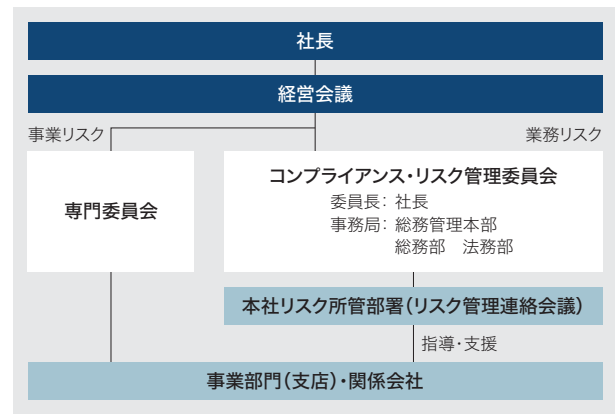 社長
経営会議
事業リスク
業務リスク
専門委員会
コンプライアンス・リスク管理委員会
委員長： 社長
事務局： 総務管理本部
総務部　法務部
本社リスク所管部署（リスク管理連絡会議）
指導・支援
事業部門（支店）・関係会社